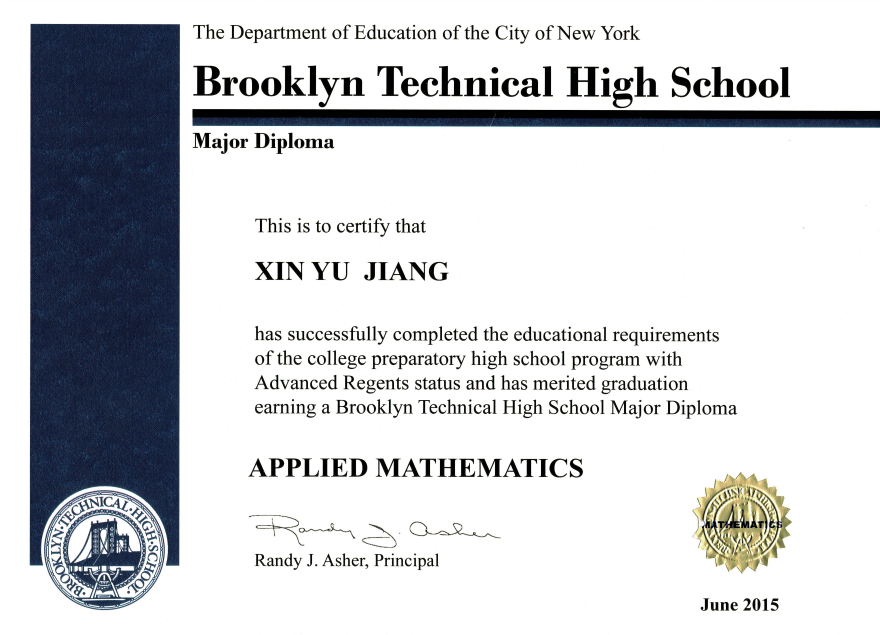 The Department of Education of the City of New York
Brooklyn Technical High School
Major Diploma
This is to certify that
XIN YU JIANG
has successfully completed the educational requirements
of the college preparatory high school program with
Advanced Regents status and has merited graduation
earning a Brooklyn Technical High School Major Diploma
APPLIED MATHEMATICS
Randy J. Asher
Randy J. Asher, Principal
BROOKLYN·TECHNICAL·HIGH·SCHOOL
MATHEMATICS
June 2015